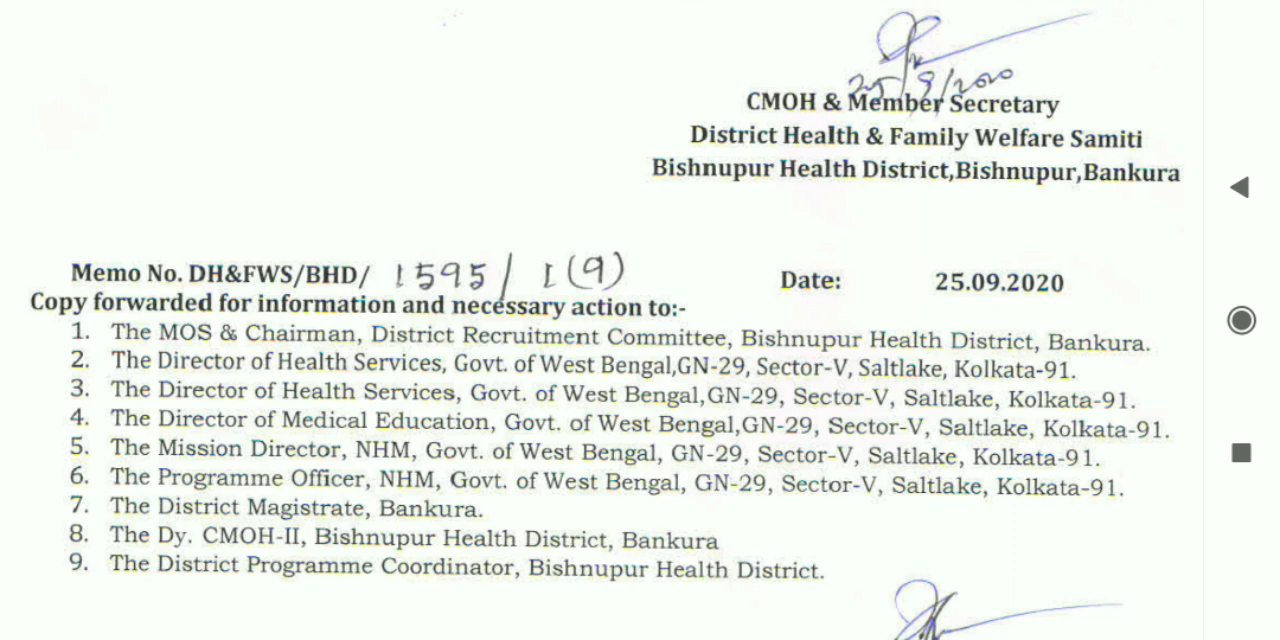 25/9/2020
CMOH & Member Secretary
District Health & Family Welfare Samiti
Bishnupur Health District,Bishnupur,Bankura
Memo No. DH&FWS/BHD/ 1595/1(9) Date: 25.09.2020
Copy forwarded for information and necessary action to:-
1. The MOS & Chairman, District Recruitment Committee, Bishnupur Health District, Bankura.
2. The Director of Health Services, Govt. of West Bengal,GN-29, Sector-V, Saltlake, Kolkata-91.
3. The Director of Health Services, Govt. of West Bengal,GN-29, Sector-V, Saltlake, Kolkata-91.
4. The Director of Medical Education, Govt. of West Bengal,GN-29, Sector-V, Saltlake, Kolkata-91.
5. The Mission Director, NHM, Govt. of West Bengal, GN-29, Sector-V, Saltlake, Kolkata-91.
6. The Programme Officer, NHM, Govt. of West Bengal, GN-29, Sector-V, Saltlake, Kolkata-91.
7. The District Magistrate, Bankura.
8. The Dy. CMOH-II, Bishnupur Health District, Bankura
9. The District Programme Coordinator, Bishnupur Health District.